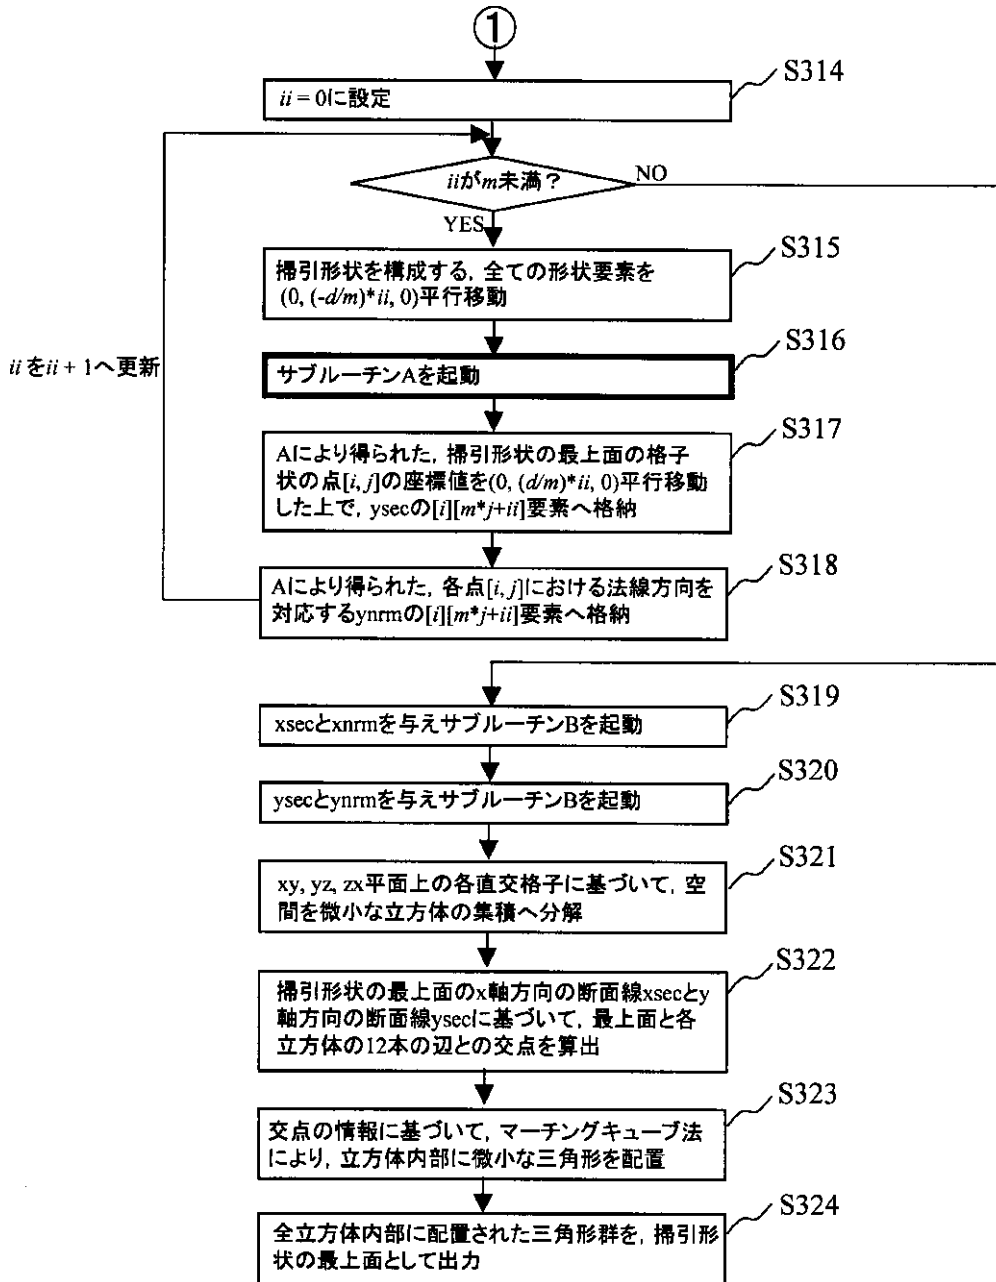 ①
S314
ii = 0に設定
iiがm未満？
NO
YES
S315
掃引形状を構成する, 全ての形状要素を
(0, (-d/m)*ii, 0)平行移動
S316
サブルーチンAを起動
iiをii + 1へ更新
S317
Aにより得られた, 掃引形状の最上面の格子
状の点[i, j]の座標値を(0, (d/m)*ii, 0)平行移動
した上で, ysecの[i][m*j+ii]要素へ格納
S318
Aにより得られた, 各点[i, j]における法線方向を
対応するynrmの[i][m*j+ii]要素へ格納
S319
xsecとxnrmを与えサブルーチンBを起動
S320
ysecとynrmを与えサブルーチンBを起動
S321
xy, yz, zx平面上の各直交格子に基づいて, 空
間を微小な立方体の集積へ分解
S322
掃引形状の最上面のx軸方向の断面線xsecとy
軸方向の断面線ysecに基づいて, 最上面と各
立方体の12本の辺との交点を算出
S323
交点の情報に基づいて, マーチングキューブ法
により, 立方体内部に微小な三角形を配置
S324
全立方体内部に配置された三角形群を, 掃引形
状の最上面として出力